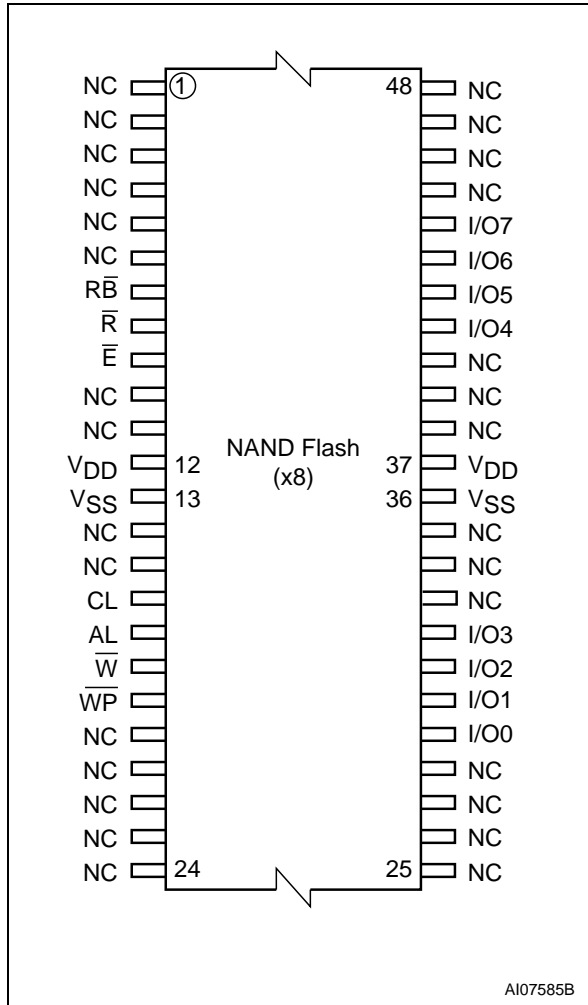 NC 1 48 NC
NC NC
NC NC
NC NC
NC I/O7
NC I/O6
RB̅ I/O5
R̅ I/O4
E̅ NC
NC NC
NC NC
NAND Flash
(x8)
VDD 12 37 VDD
VSS 13 36 VSS
NC NC
NC NC
CL NC
AL I/O3
W̅ I/O2
W̅P̅ I/O1
NC I/O0
NC NC
NC NC
NC NC
NC 24 25 NC
AI07585B